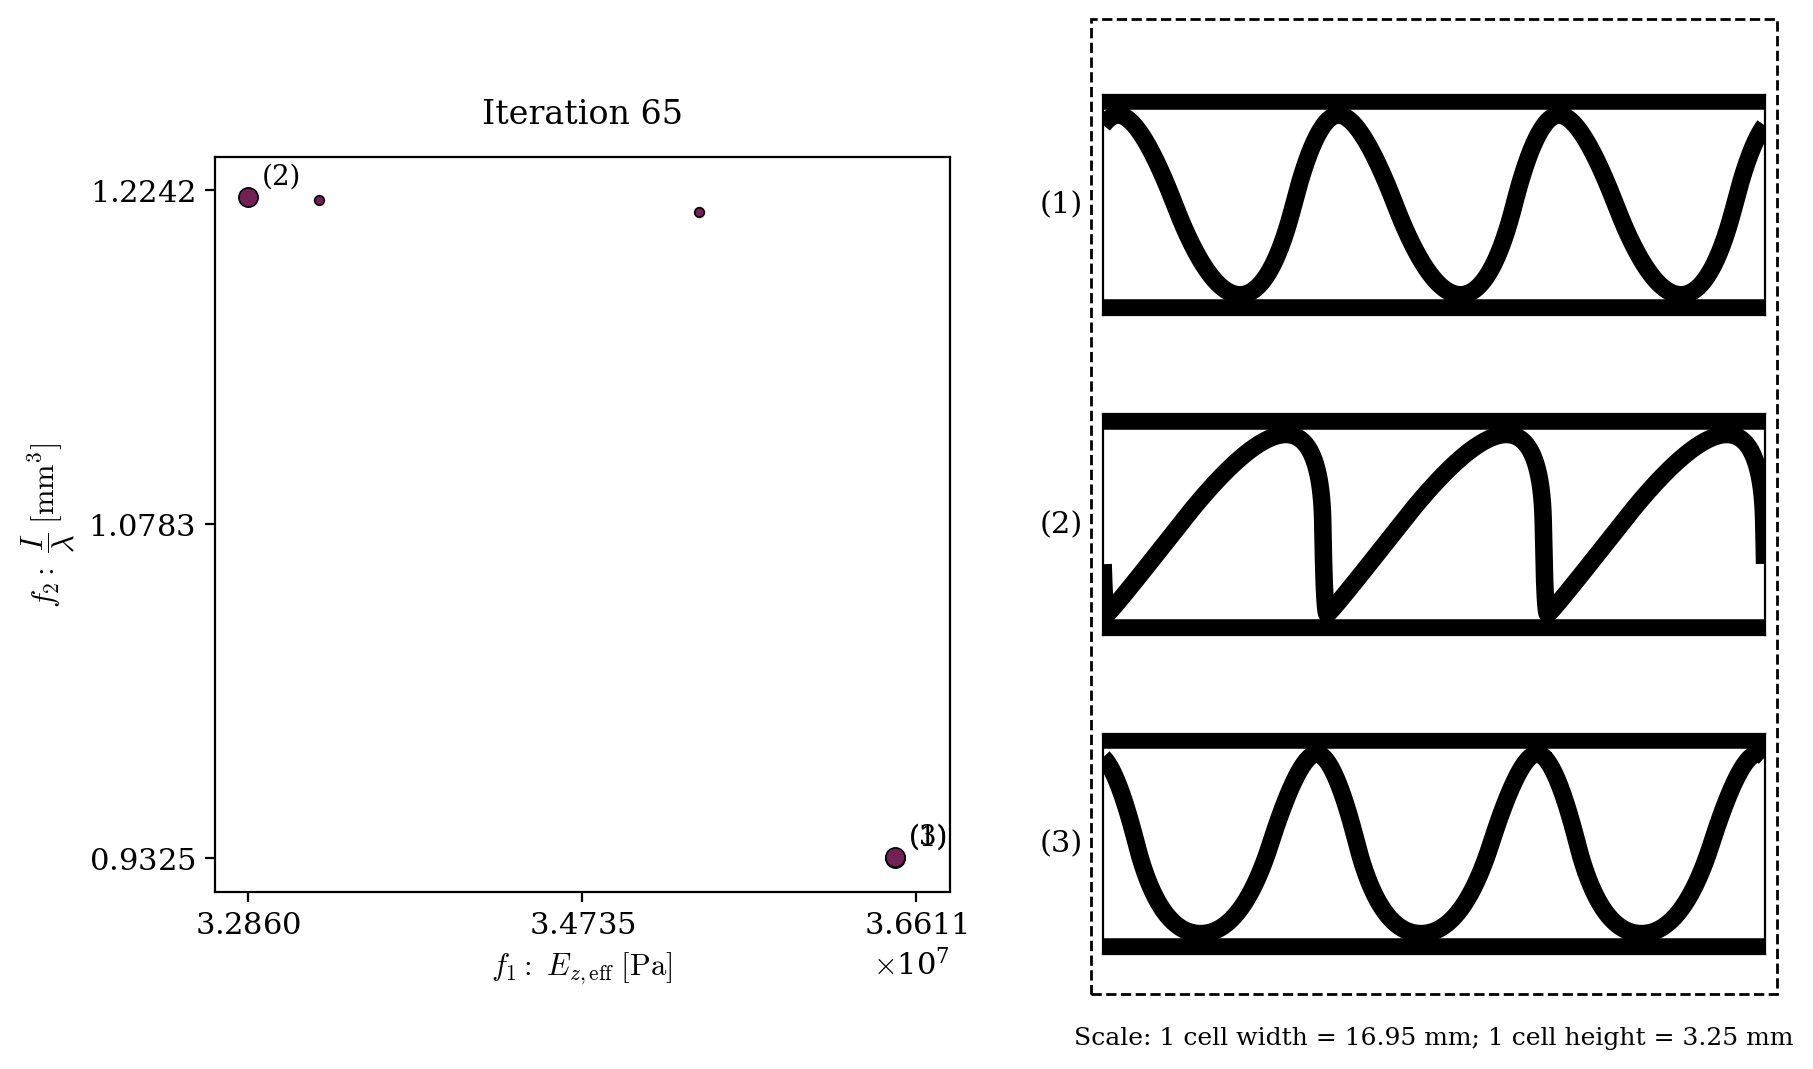 Iteration 65
1.2242
1.0783
0.9325
f₂ : I/λ [mm³]
(2)
(1)
(3)
3.2860 3.4735 3.6611
×10⁷
f₁ : E_z,eff [Pa]
(1)
(2)
(3)
Scale: 1 cell width = 16.95 mm; 1 cell height = 3.25 mm